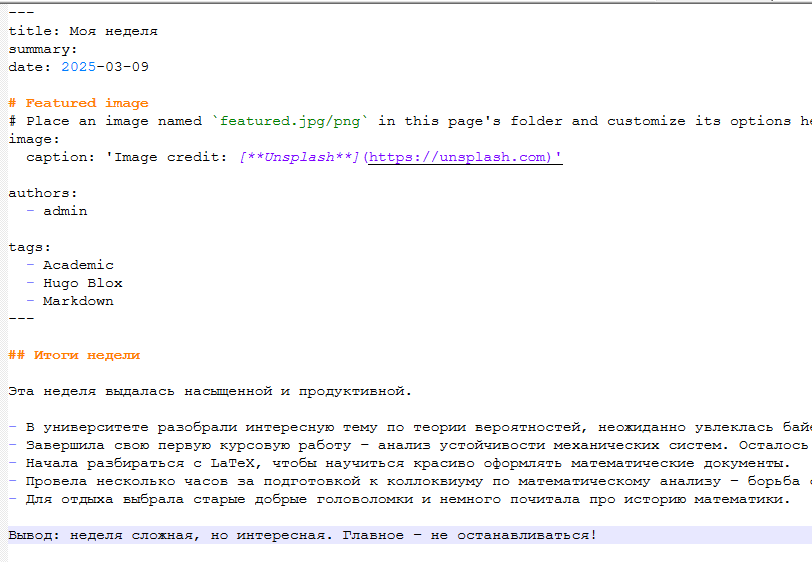 ---
title: Моя неделя
summary:
date: 2025-03-09
# Featured image
# Place an image named `featured.jpg/png` in this page's folder and customize its options
image:
  caption: 'Image credit: [**Unsplash**](https://unsplash.com)'
authors:
  - admin
tags:
  - Academic
  - Hugo Blox
  - Markdown
---
## Итоги недели
Эта неделя выдалась насыщенной и продуктивной.
- В университете разобрали интересную тему по теории вероятностей, неожиданно увлеклась
- Завершила свою первую курсовую работу – анализ устойчивости механических систем. Осталось
- Начала разбираться с LaTeX, чтобы научиться красиво оформлять математические документы.
- Провела несколько часов за подготовкой к коллоквиуму по математическому анализу – борьба
- Для отдыха выбрала старые добрые головоломки и немного почитала про историю математики.
Вывод: неделя сложная, но интересная. Главное – не останавливаться!